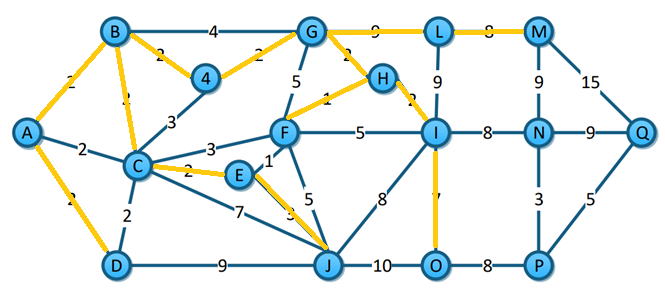 B 4 G 9 L 8 M
2 2 2 2
4 H
2 5 1 2 9 9 15
3
A 2 C 3 F 5 I 8 N 9 Q
2 E 1
2 2 7 3 5 8 7 3 5
D 9 J 10 O 8 P